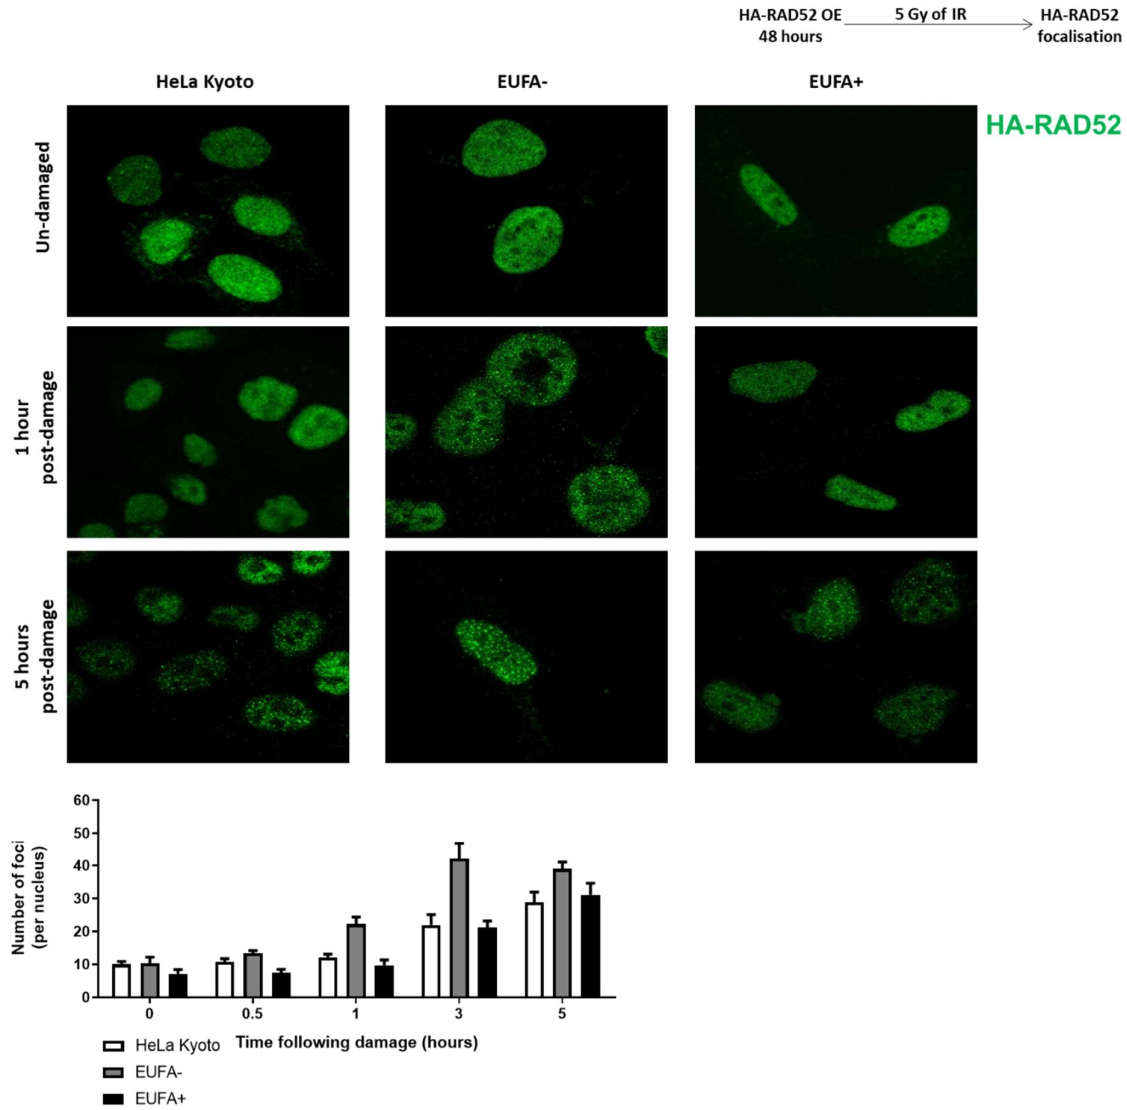 HA-RAD52 OE 5 Gy of IR HA-RAD52
48 hours focalisation
HeLa Kyoto EUFA- EUFA+
HA-RAD52
Un-damaged
1 hour
post-damage
5 hours
post-damage
Number of foci
(per nucleus)
60
50
40
30
20
10
0
0 0.5 1 3 5
Time following damage (hours)
HeLa Kyoto
EUFA-
EUFA+